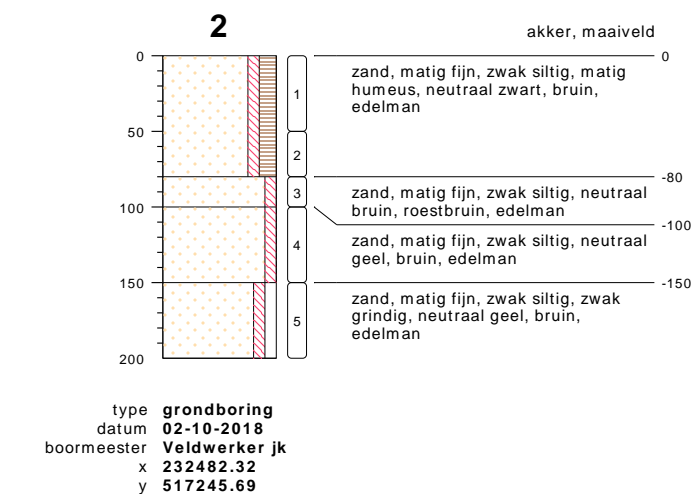 2
akker, maaiveld
0
0
zand, matig fijn, zwak siltig, matig
humeus, neutraal zwart, bruin,
edelman
1
50
2
-80
3
zand, matig fijn, zwak siltig, neutraal
bruin, roestbruin, edelman
100
-100
4
zand, matig fijn, zwak siltig, neutraal
geel, bruin, edelman
150
-150
5
zand, matig fijn, zwak siltig, zwak
grindig, neutraal geel, bruin,
edelman
200
type grondboring
datum 02-10-2018
boormeester Veldwerker jk
x 232482.32
y 517245.69